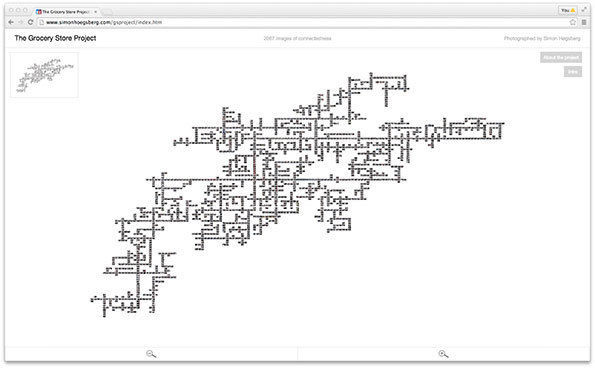 The Grocery Store Project
You
www.simonhoegsberg.com/gsproject/index.htm
The Grocery Store Project
2067 images of connectedness
Photographed by Simon Høgsberg
About the project
Intro